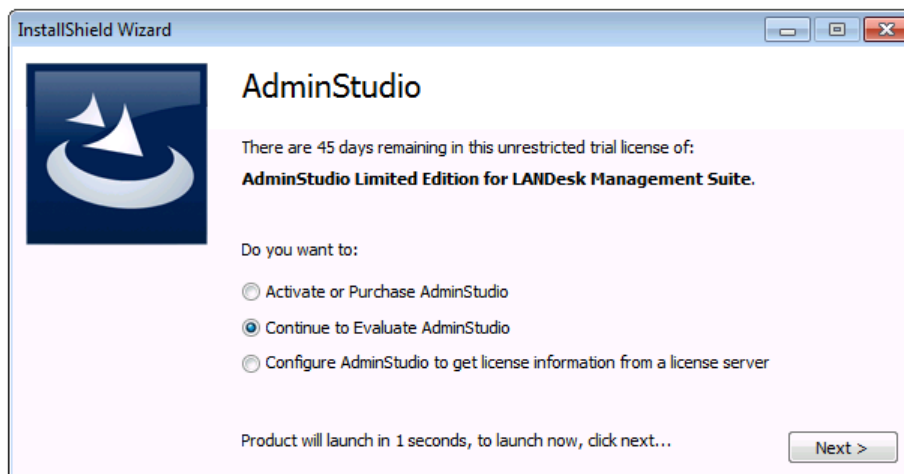 InstallShield Wizard
AdminStudio
There are 45 days remaining in this unrestricted trial license of:
AdminStudio Limited Edition for LANDesk Management Suite.
Do you want to:
Activate or Purchase AdminStudio
Continue to Evaluate AdminStudio
Configure AdminStudio to get license information from a license server
Product will launch in 1 seconds, to launch now, click next...
Next >